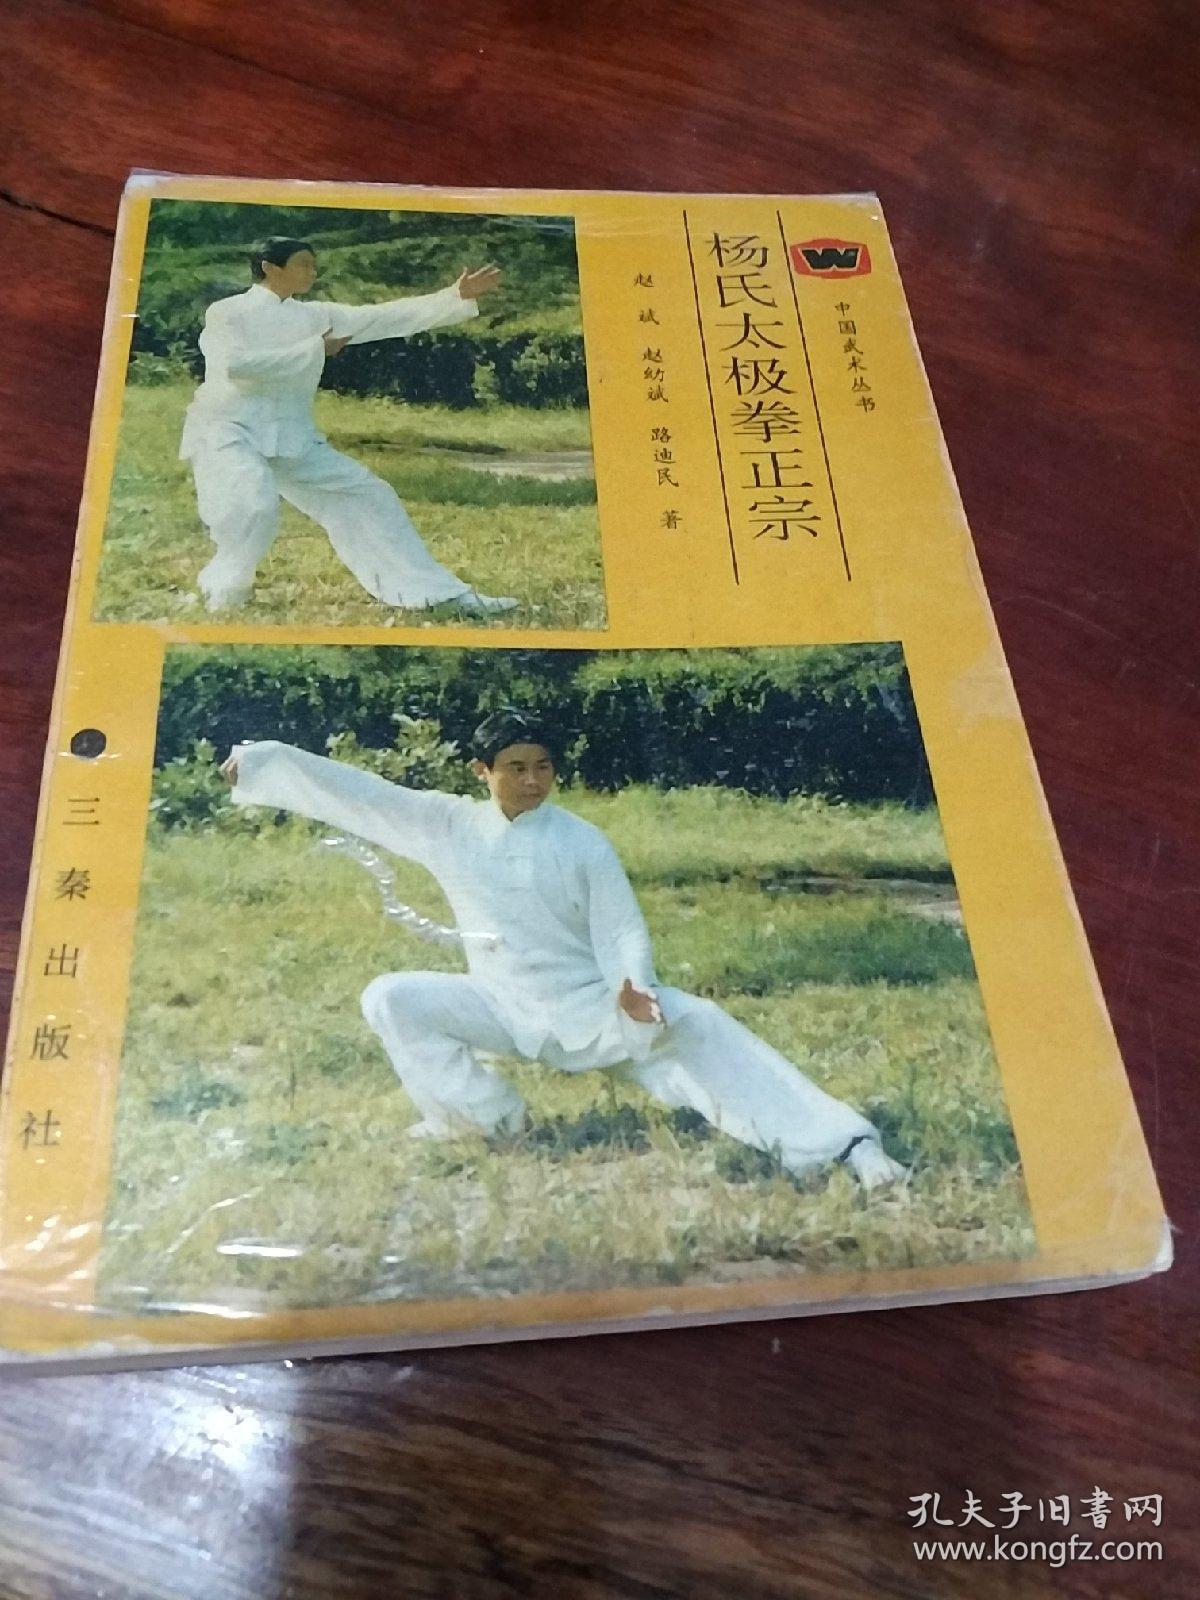 W
中国武术丛书
杨氏太极拳正宗
赵斌 赵幼斌 路迪民 著
三秦出版社
孔夫子旧書网
www.kongfz.com